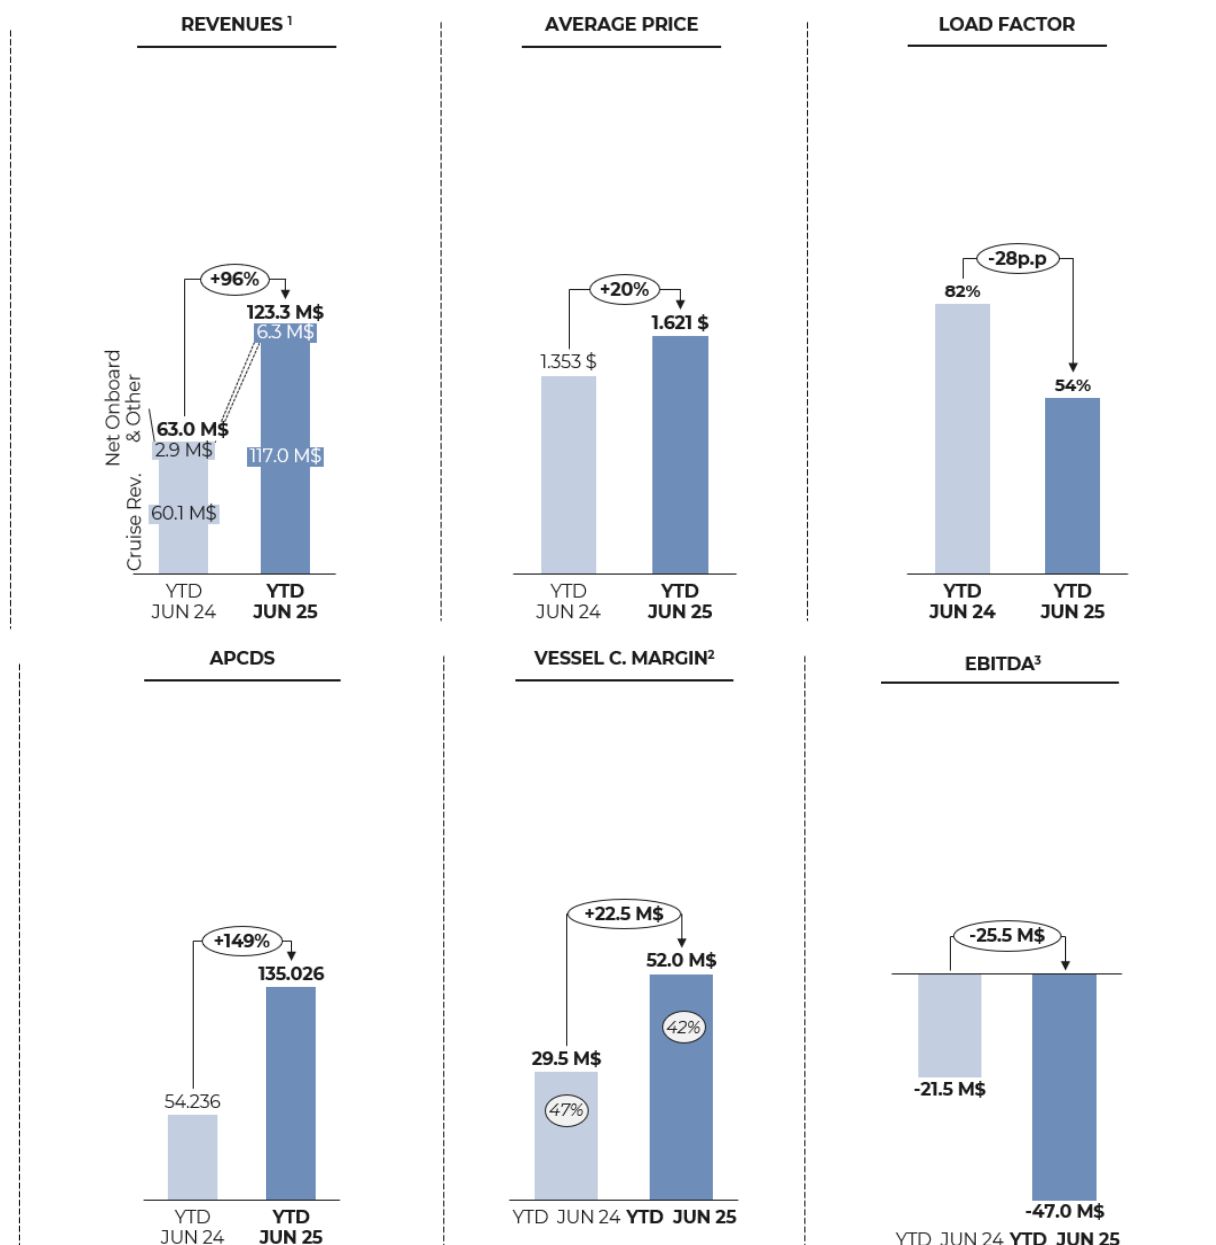 REVENUES ¹
AVERAGE PRICE
LOAD FACTOR
+96%
123.3 M$
6.3 M$
Net Onboard
& Other
63.0 M$
2.9 M$
117.0 M$
Cruise Rev.
60.1 M$
YTD
JUN 24
YTD
JUN 25
+20%
1.621 $
1.353 $
YTD
JUN 24
YTD
JUN 25
-28p.p
82%
54%
YTD
JUN 24
YTD
JUN 25
APCDS
VESSEL C. MARGIN²
EBITDA³
+149%
135.026
54.236
YTD
JUN 24
YTD
JUN 25
+22.5 M$
52.0 M$
42%
29.5 M$
47%
YTD JUN 24 YTD JUN 25
-25.5 M$
-21.5 M$
-47.0 M$
YTD JUN 24 YTD JUN 25